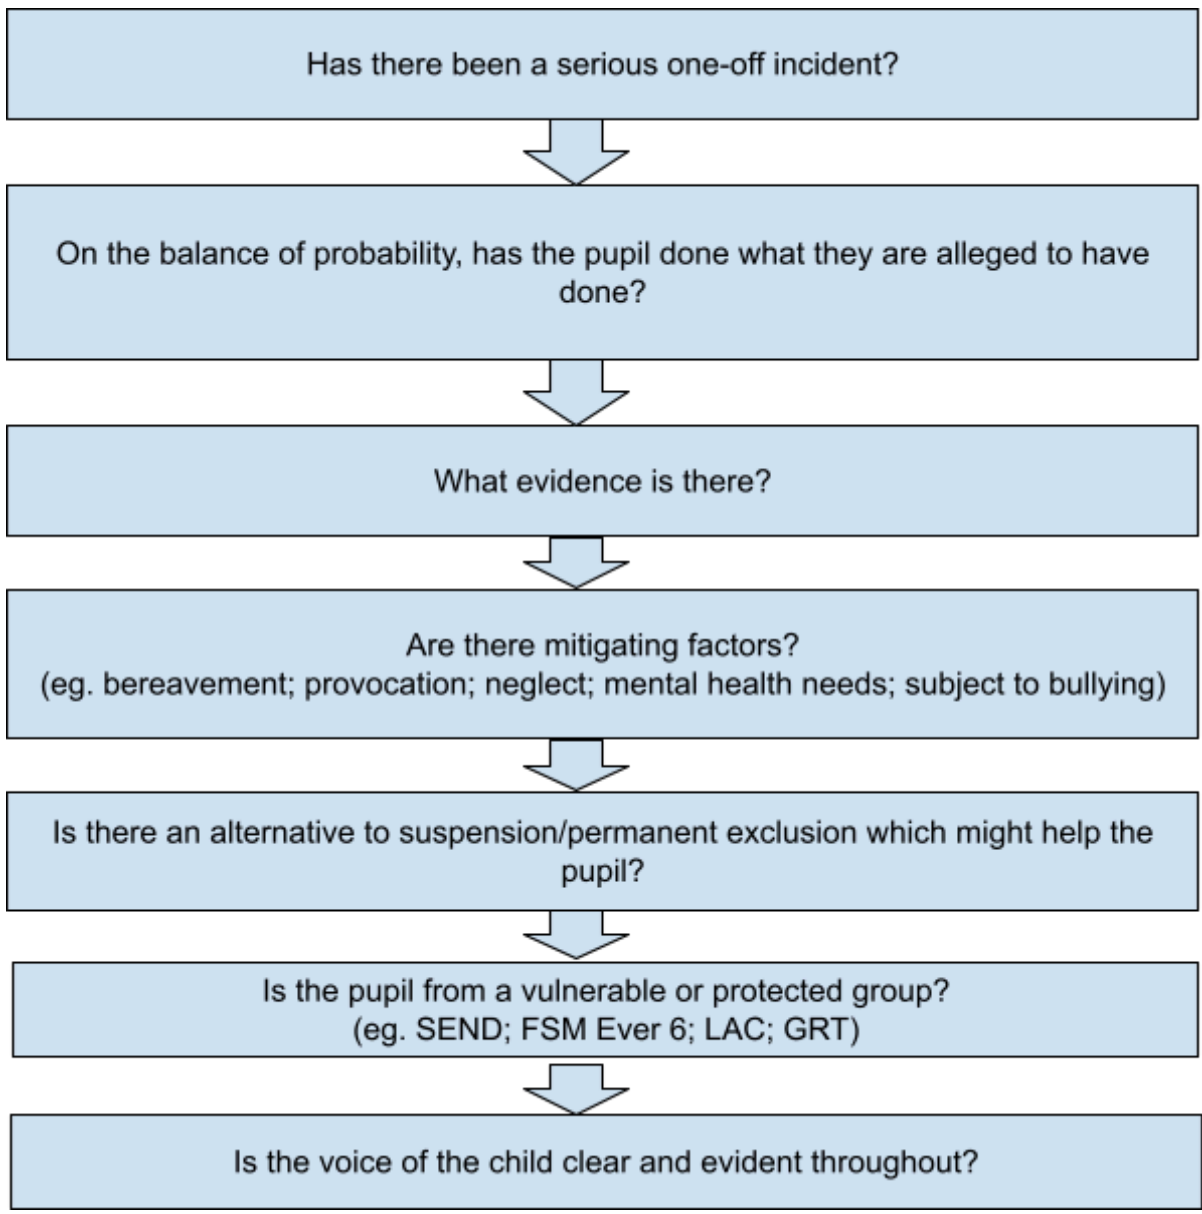 Has there been a serious one-off incident?
On the balance of probability, has the pupil done what they are alleged to have
done?
What evidence is there?
Are there mitigating factors?
(eg. bereavement; provocation; neglect; mental health needs; subject to bullying)
Is there an alternative to suspension/permanent exclusion which might help the
pupil?
Is the pupil from a vulnerable or protected group?
(eg. SEND; FSM Ever 6; LAC; GRT)
Is the voice of the child clear and evident throughout?